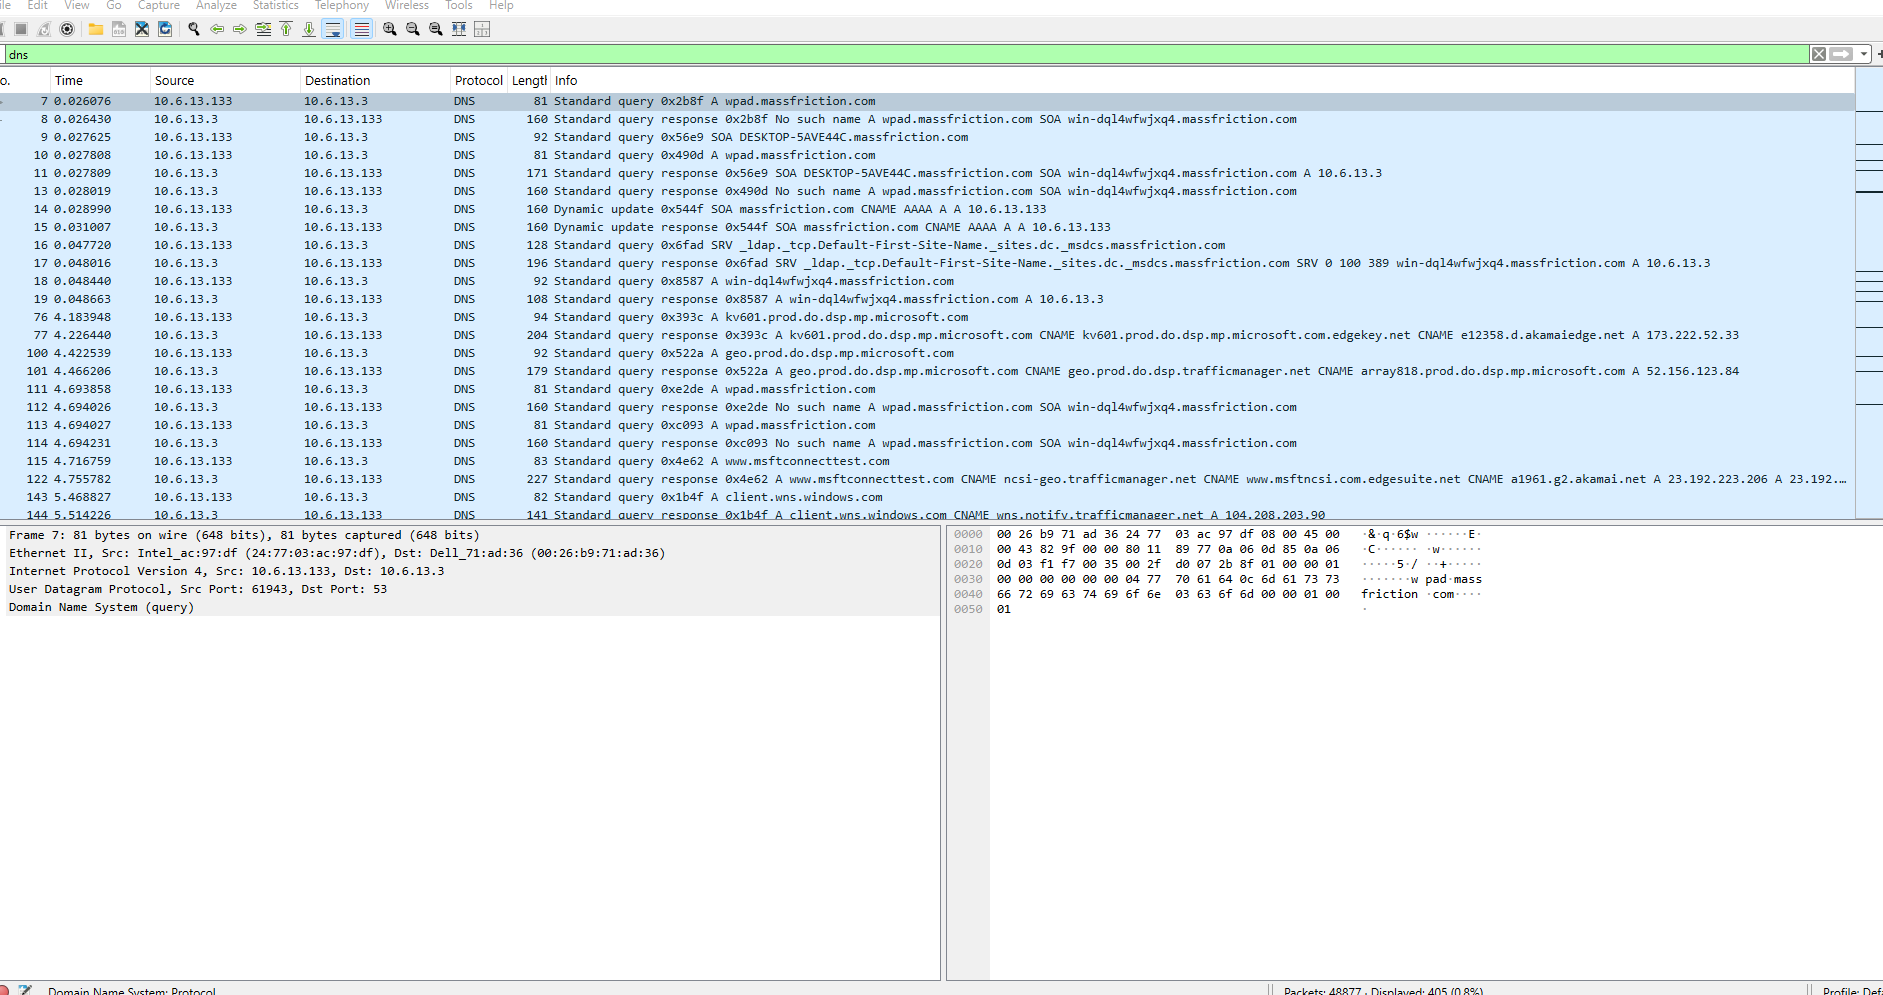 ile Edit View Go Capture Analyze Statistics Telephony Wireless Tools Help
dns
o. Time Source Destination Protocol Length Info
7 0.026076 10.6.13.133 10.6.13.3 DNS 81 Standard query 0x2b8f A wpad.massfriction.com
8 0.026430 10.6.13.3 10.6.13.133 DNS 160 Standard query response 0x2b8f No such name A wpad.massfriction.com SOA win-dql4wfwjxq4.massfriction.com
9 0.027625 10.6.13.133 10.6.13.3 DNS 92 Standard query 0x56e9 SOA DESKTOP-5AVE44C.massfriction.com
10 0.027808 10.6.13.133 10.6.13.3 DNS 81 Standard query 0x490d A wpad.massfriction.com
11 0.027809 10.6.13.3 10.6.13.133 DNS 171 Standard query response 0x56e9 SOA DESKTOP-5AVE44C.massfriction.com SOA win-dql4wfwjxq4.massfriction.com A 10.6.13.3
13 0.028019 10.6.13.3 10.6.13.133 DNS 160 Standard query response 0x490d No such name A wpad.massfriction.com SOA win-dql4wfwjxq4.massfriction.com
14 0.028990 10.6.13.133 10.6.13.3 DNS 160 Dynamic update 0x544f SOA massfriction.com CNAME AAAA A A 10.6.13.133
15 0.031007 10.6.13.3 10.6.13.133 DNS 160 Dynamic update response 0x544f SOA massfriction.com CNAME AAAA A A 10.6.13.133
16 0.047720 10.6.13.133 10.6.13.3 DNS 128 Standard query 0x6fad SRV _ldap._tcp.Default-First-Site-Name._sites.dc._msdcs.massfriction.com
17 0.048016 10.6.13.3 10.6.13.133 DNS 196 Standard query response 0x6fad SRV _ldap._tcp.Default-First-Site-Name._sites.dc._msdcs.massfriction.com SRV 0 100 389 win-dql4wfwjxq4.massfriction.com A 10.6.13.3
18 0.048440 10.6.13.133 10.6.13.3 DNS 92 Standard query 0x8587 A win-dql4wfwjxq4.massfriction.com
19 0.048663 10.6.13.3 10.6.13.133 DNS 108 Standard query response 0x8587 A win-dql4wfwjxq4.massfriction.com A 10.6.13.3
76 4.183948 10.6.13.133 10.6.13.3 DNS 94 Standard query 0x393c A kv601.prod.do.dsp.mp.microsoft.com
77 4.226440 10.6.13.3 10.6.13.133 DNS 204 Standard query response 0x393c A kv601.prod.do.dsp.mp.microsoft.com CNAME kv601.prod.do.dsp.mp.microsoft.com.edgekey.net CNAME e12358.d.akamaiedge.net A 173.222.52.33
100 4.422539 10.6.13.133 10.6.13.3 DNS 92 Standard query 0x522a A geo.prod.do.dsp.mp.microsoft.com
101 4.466206 10.6.13.3 10.6.13.133 DNS 179 Standard query response 0x522a A geo.prod.do.dsp.mp.microsoft.com CNAME geo.prod.do.dsp.trafficmanager.net CNAME array818.prod.do.dsp.mp.microsoft.com A 52.156.123.84
111 4.693858 10.6.13.133 10.6.13.3 DNS 81 Standard query 0xe2de A wpad.massfriction.com
112 4.694026 10.6.13.3 10.6.13.133 DNS 160 Standard query response 0xe2de No such name A wpad.massfriction.com SOA win-dql4wfwjxq4.massfriction.com
113 4.694027 10.6.13.133 10.6.13.3 DNS 81 Standard query 0xc093 A wpad.massfriction.com
114 4.694231 10.6.13.3 10.6.13.133 DNS 160 Standard query response 0xc093 No such name A wpad.massfriction.com SOA win-dql4wfwjxq4.massfriction.com
115 4.716759 10.6.13.133 10.6.13.3 DNS 83 Standard query 0x4e62 A www.msftconnecttest.com
122 4.755782 10.6.13.3 10.6.13.133 DNS 227 Standard query response 0x4e62 A www.msftconnecttest.com CNAME ncsi-geo.trafficmanager.net CNAME www.msftncsi.com.edgesuite.net CNAME a1961.g2.akamai.net A 23.192.223.206 A 23.192.…
143 5.468827 10.6.13.133 10.6.13.3 DNS 82 Standard query 0x1b4f A client.wns.windows.com
144 5.514226 10.6.13.3 10.6.13.133 DNS 141 Standard query response 0x1b4f A client.wns.windows.com CNAME wns.notify.trafficmanager.net A 104.208.203.90
Frame 7: 81 bytes on wire (648 bits), 81 bytes captured (648 bits)
Ethernet II, Src: Intel_ac:97:df (24:77:03:ac:97:df), Dst: Dell_71:ad:36 (00:26:b9:71:ad:36)
Internet Protocol Version 4, Src: 10.6.13.133, Dst: 10.6.13.3
User Datagram Protocol, Src Port: 61943, Dst Port: 53
Domain Name System (query)
0000 00 26 b9 71 ad 36 24 77 03 ac 97 df 08 00 45 00 ·&·q·6$w ······E·
0010 00 43 82 9f 00 00 80 11 89 77 0a 06 0d 85 0a 06 ·C······ ·w······
0020 0d 03 f1 f7 00 35 00 2f d0 07 2b 8f 01 00 00 01 ·····5·/ ··+·····
0030 00 00 00 00 00 00 04 77 70 61 64 0c 6d 61 73 73 ·······w pad·mass
0040 66 72 69 63 74 69 6f 6e 03 63 6f 6d 00 00 01 00 friction ·com····
0050 01 ·
Domain Name System: Protocol
Packets: 48877 · Displayed: 405 (0.8%)
Profile: Defa